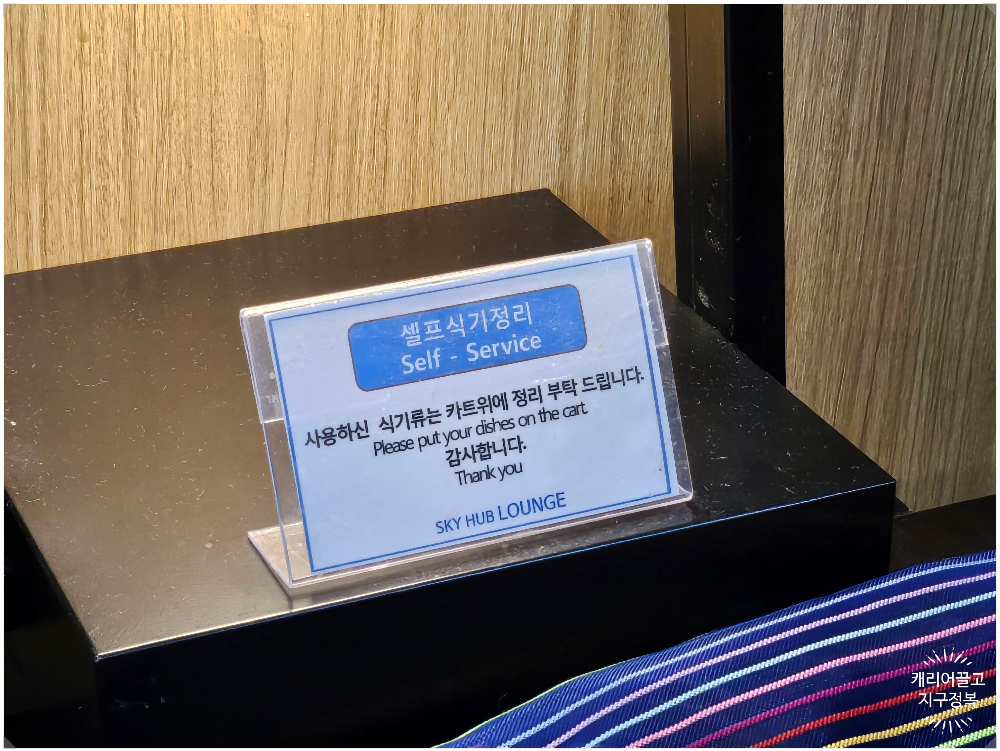 셀프식기정리
Self - Service
사용하신 식기류는 카트위에 정리 부탁 드립니다.
Please put your dishes on the cart
감사합니다.
Thank you
SKY HUB LOUNGE
캐리어끌고
지구정복